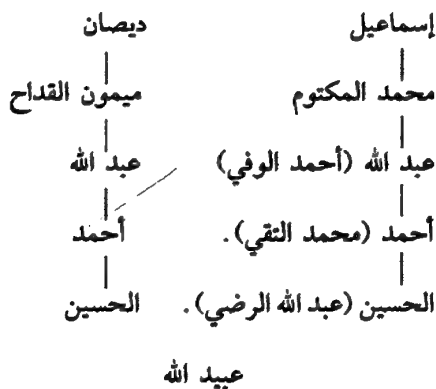 إسماعيل ديصان
محمد المكتوم ميمون القداح
عبد الله (أحمد الوفي) عبد الله
أحمد (محمد التقي). أحمد
الحسين (عبد الله الرضي). الحسين
عبيد الله